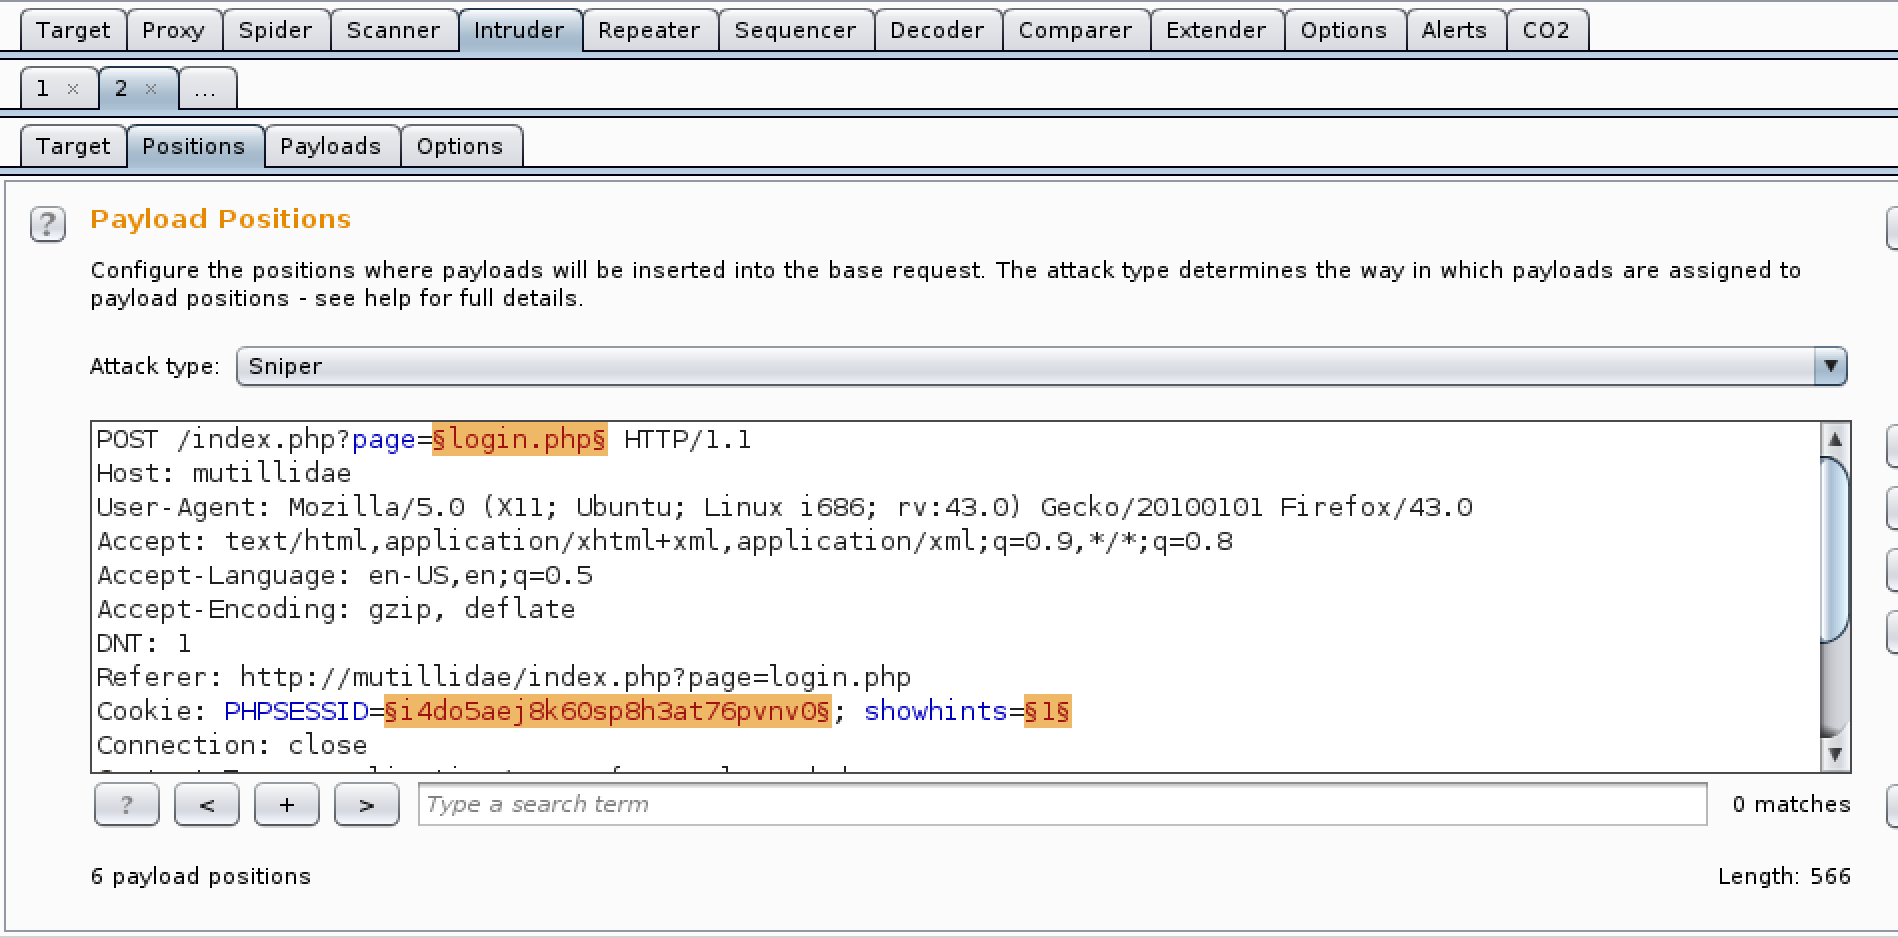 Target Proxy Spider Scanner Intruder Repeater Sequencer Decoder Comparer Extender Options Alerts CO2
1 × 2 × ...
Target Positions Payloads Options
? Payload Positions
Configure the positions where payloads will be inserted into the base request. The attack type determines the way in which payloads are assigned to
payload positions - see help for full details.
Attack type: Sniper
POST /index.php?page=§login.php§ HTTP/1.1
Host: mutillidae
User-Agent: Mozilla/5.0 (X11; Ubuntu; Linux i686; rv:43.0) Gecko/20100101 Firefox/43.0
Accept: text/html,application/xhtml+xml,application/xml;q=0.9,*/*;q=0.8
Accept-Language: en-US,en;q=0.5
Accept-Encoding: gzip, deflate
DNT: 1
Referer: http://mutillidae/index.php?page=login.php
Cookie: PHPSESSID=§i4do5aej8k60sp8h3at76pvnv0§; showhints=§1§
Connection: close
? < + > Type a search term 0 matches
6 payload positions Length: 566